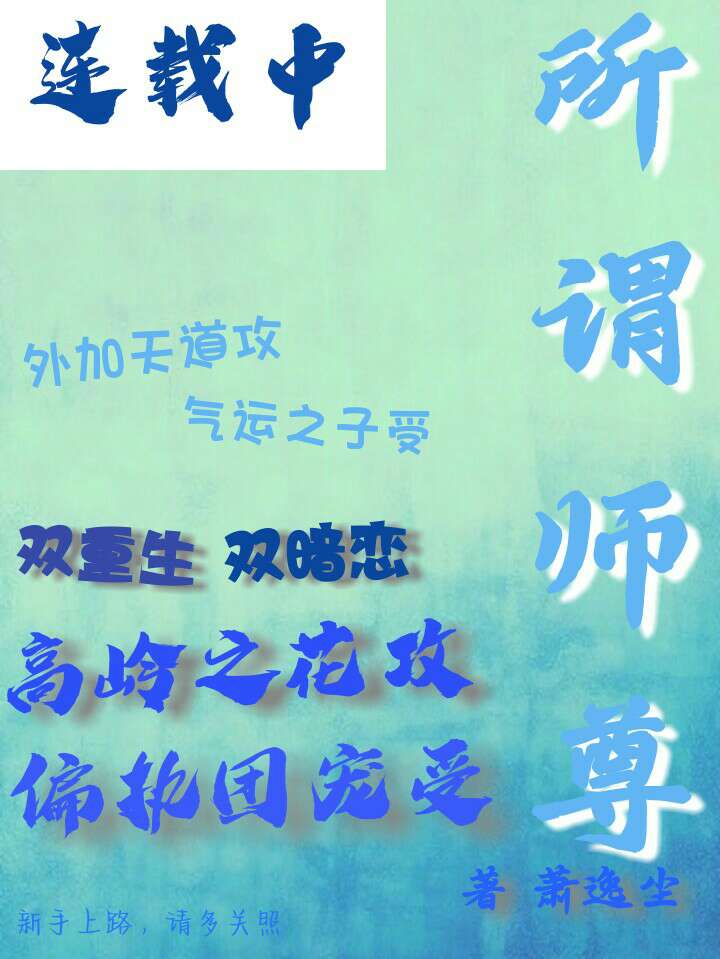 连载中
所谓师尊
外加天道攻
气运之子受
双重生 双暗恋
高岭之花攻
偏执团宠受
著 萧逸尘
新手上路，请多关照